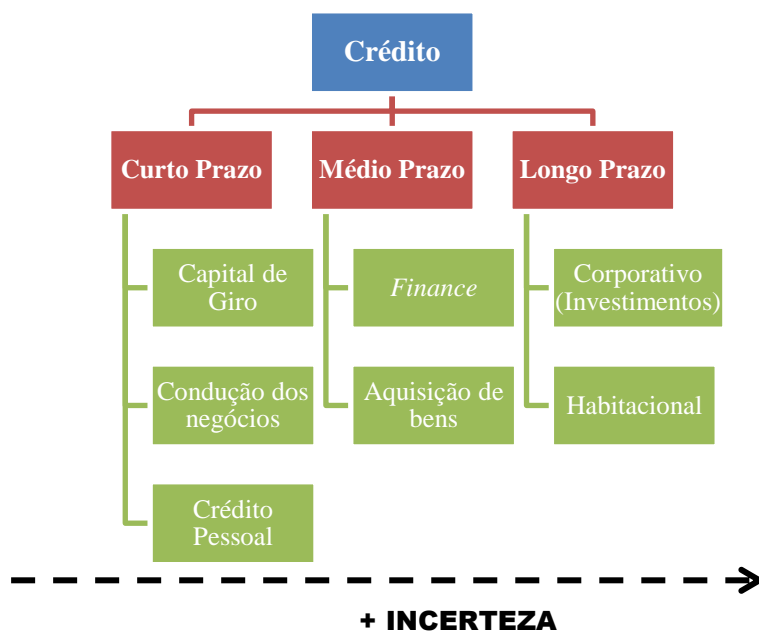 Crédito
Curto Prazo
Médio Prazo
Longo Prazo
Capital de
Giro
Finance
Corporativo
(Investimentos)
Condução dos
negócios
Aquisição de
bens
Habitacional
Crédito
Pessoal
+ INCERTEZA